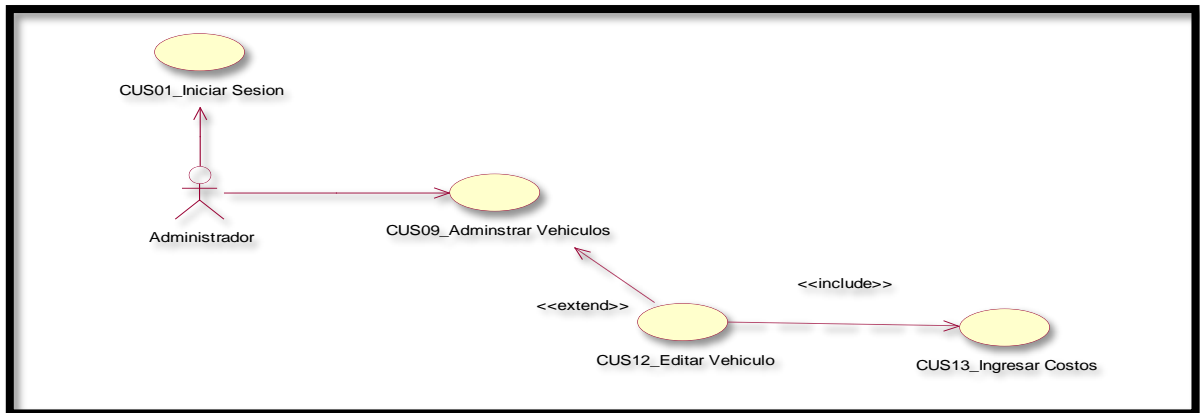 CUS01_Iniciar Sesion
Administrador
CUS09_Adminstrar Vehiculos
<<extend>>
<<include>>
CUS12_Editar Vehiculo
CUS13_Ingresar Costos